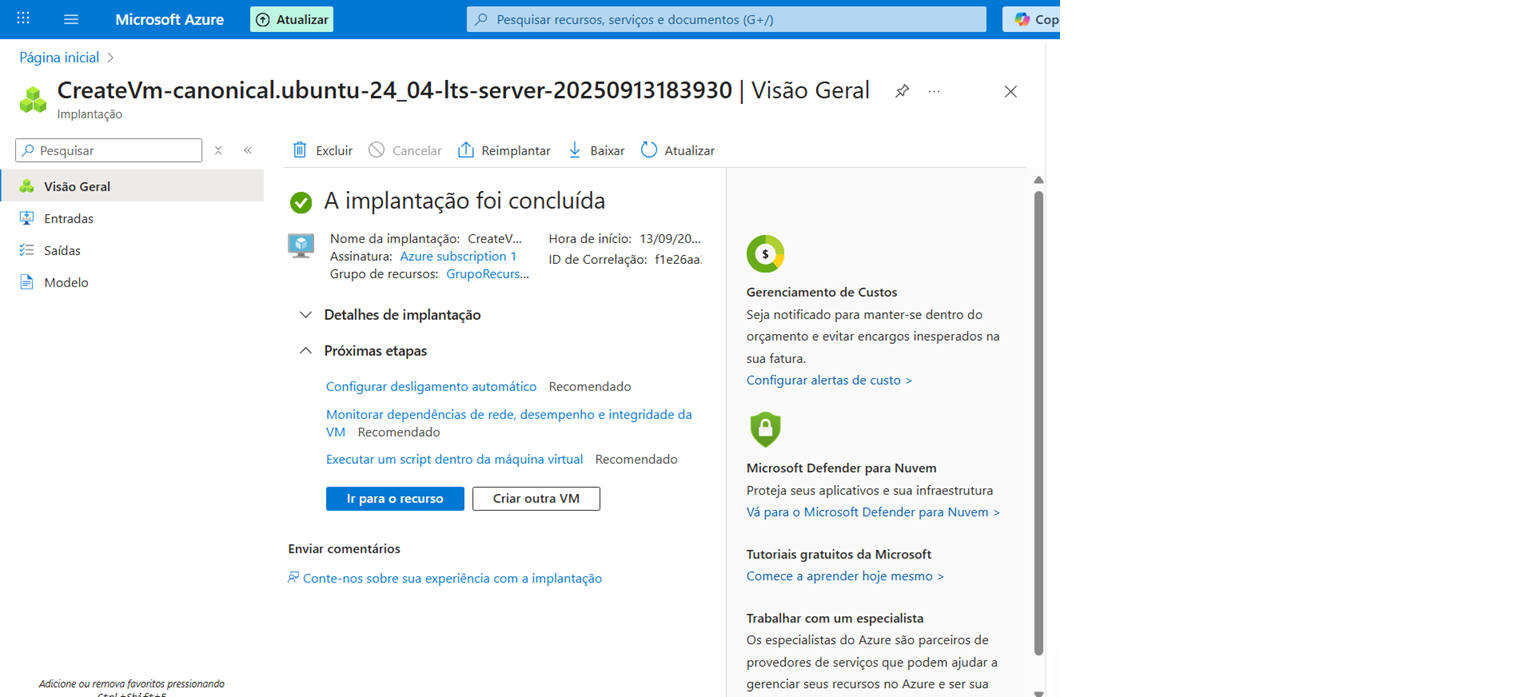 Microsoft Azure
Atualizar
Pesquisar recursos, serviços e documentos (G+/)
Cop
Página inicial >
CreateVm-canonical.ubuntu-24_04-lts-server-20250913183930 | Visão Geral
Implantação
Pesquisar
Excluir
Cancelar
Reimplantar
Baixar
Atualizar
Visão Geral
Entradas
Saídas
Modelo
A implantação foi concluída
Nome da implantação: CreateV...
Assinatura: Azure subscription 1
Grupo de recursos: GrupoRecurs...
Hora de início: 13/09/20...
ID de Correlação: f1e26aa
Detalhes de implantação
Próximas etapas
Configurar desligamento automático Recomendado
Monitorar dependências de rede, desempenho e integridade da
VM Recomendado
Executar um script dentro da máquina virtual Recomendado
Ir para o recurso
Criar outra VM
Enviar comentários
Conte-nos sobre sua experiência com a implantação
Gerenciamento de Custos
Seja notificado para manter-se dentro do
orçamento e evitar encargos inesperados na
sua fatura.
Configurar alertas de custo >
Microsoft Defender para Nuvem
Proteja seus aplicativos e sua infraestrutura
Vá para o Microsoft Defender para Nuvem >
Tutoriais gratuitos da Microsoft
Comece a aprender hoje mesmo >
Trabalhar com um especialista
Os especialistas do Azure são parceiros de
provedores de serviços que podem ajudar a
gerenciar seus recursos no Azure e ser sua
Adicione ou remova favoritos pressionando